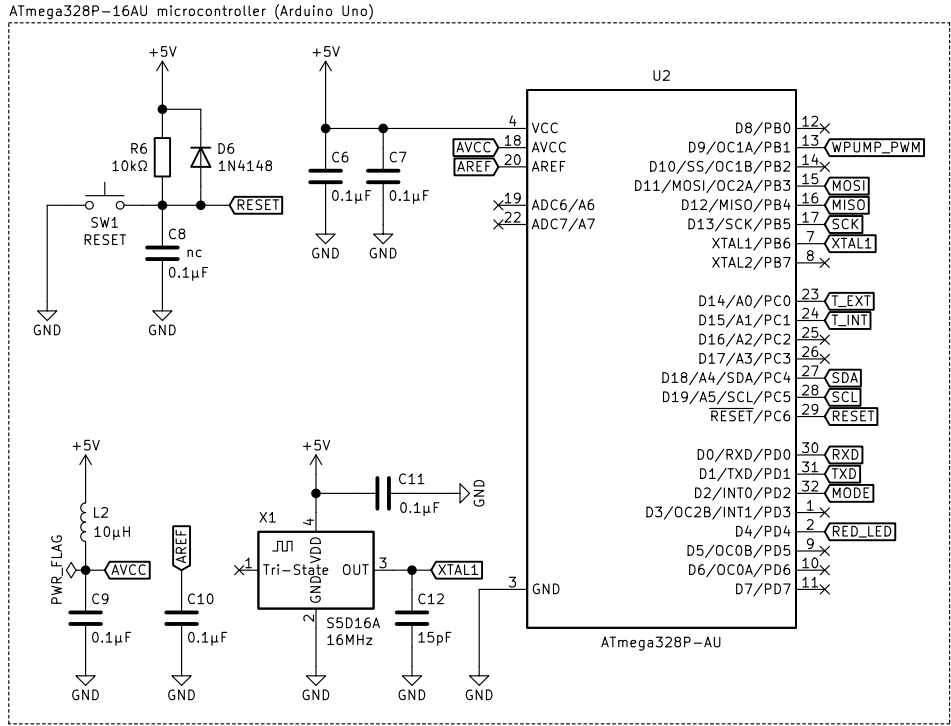 ATmega328P-16AU microcontroller (Arduino Uno)
+5V
R6
10kΩ
D6
1N4148
SW1
RESET
RESET
C8
nc
0.1µF
GND
GND
+5V
C6
0.1µF
C7
0.1µF
GND
GND
U2
4 VCC
AVCC 18 AVCC
AREF 20 AREF
19 ADC6/A6
22 ADC7/A7
3 GND
D8/PB0 12
D9/OC1A/PB1 13 WPUMP_PWM
D10/SS/OC1B/PB2 14
D11/MOSI/OC2A/PB3 15 MOSI
D12/MISO/PB4 16 MISO
D13/SCK/PB5 17 SCK
XTAL1/PB6 7 XTAL1
XTAL2/PB7 8
D14/A0/PC0 23 T_EXT
D15/A1/PC1 24 T_INT
D16/A2/PC2 25
D17/A3/PC3 26
D18/A4/SDA/PC4 27 SDA
D19/A5/SCL/PC5 28 SCL
RESET/PC6 29 RESET
D0/RXD/PD0 30 RXD
D1/TXD/PD1 31 TXD
D2/INT0/PD2 32 MODE
D3/OC2B/INT1/PD3 1
D4/PD4 2 RED_LED
D5/OC0B/PD5 9
D6/OC0A/PD6 10
D7/PD7 11
ATmega328P-AU
GND
+5V
L2
10µH
PWR_FLAG
AVCC
C9
0.1µF
GND
AREF
C10
0.1µF
GND
+5V
C11
0.1µF
GND
X1
4
VDD
1 Tri-State
OUT 3
GND
2
S5D16A
16MHz
XTAL1
C12
15pF
GND
GND